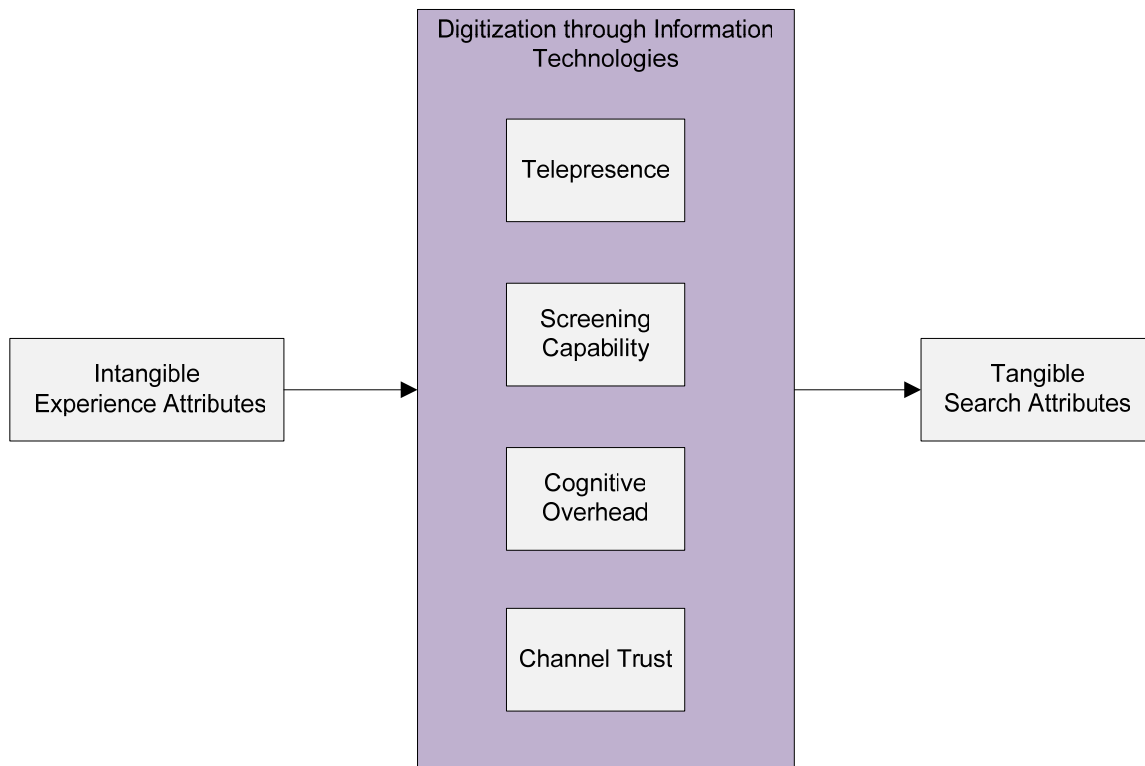 Digitization through Information
Technologies
Telepresence
Screening
Capability
Intangible
Experience Attributes
Tangible
Search Attributes
Cognitive
Overhead
Channel Trust